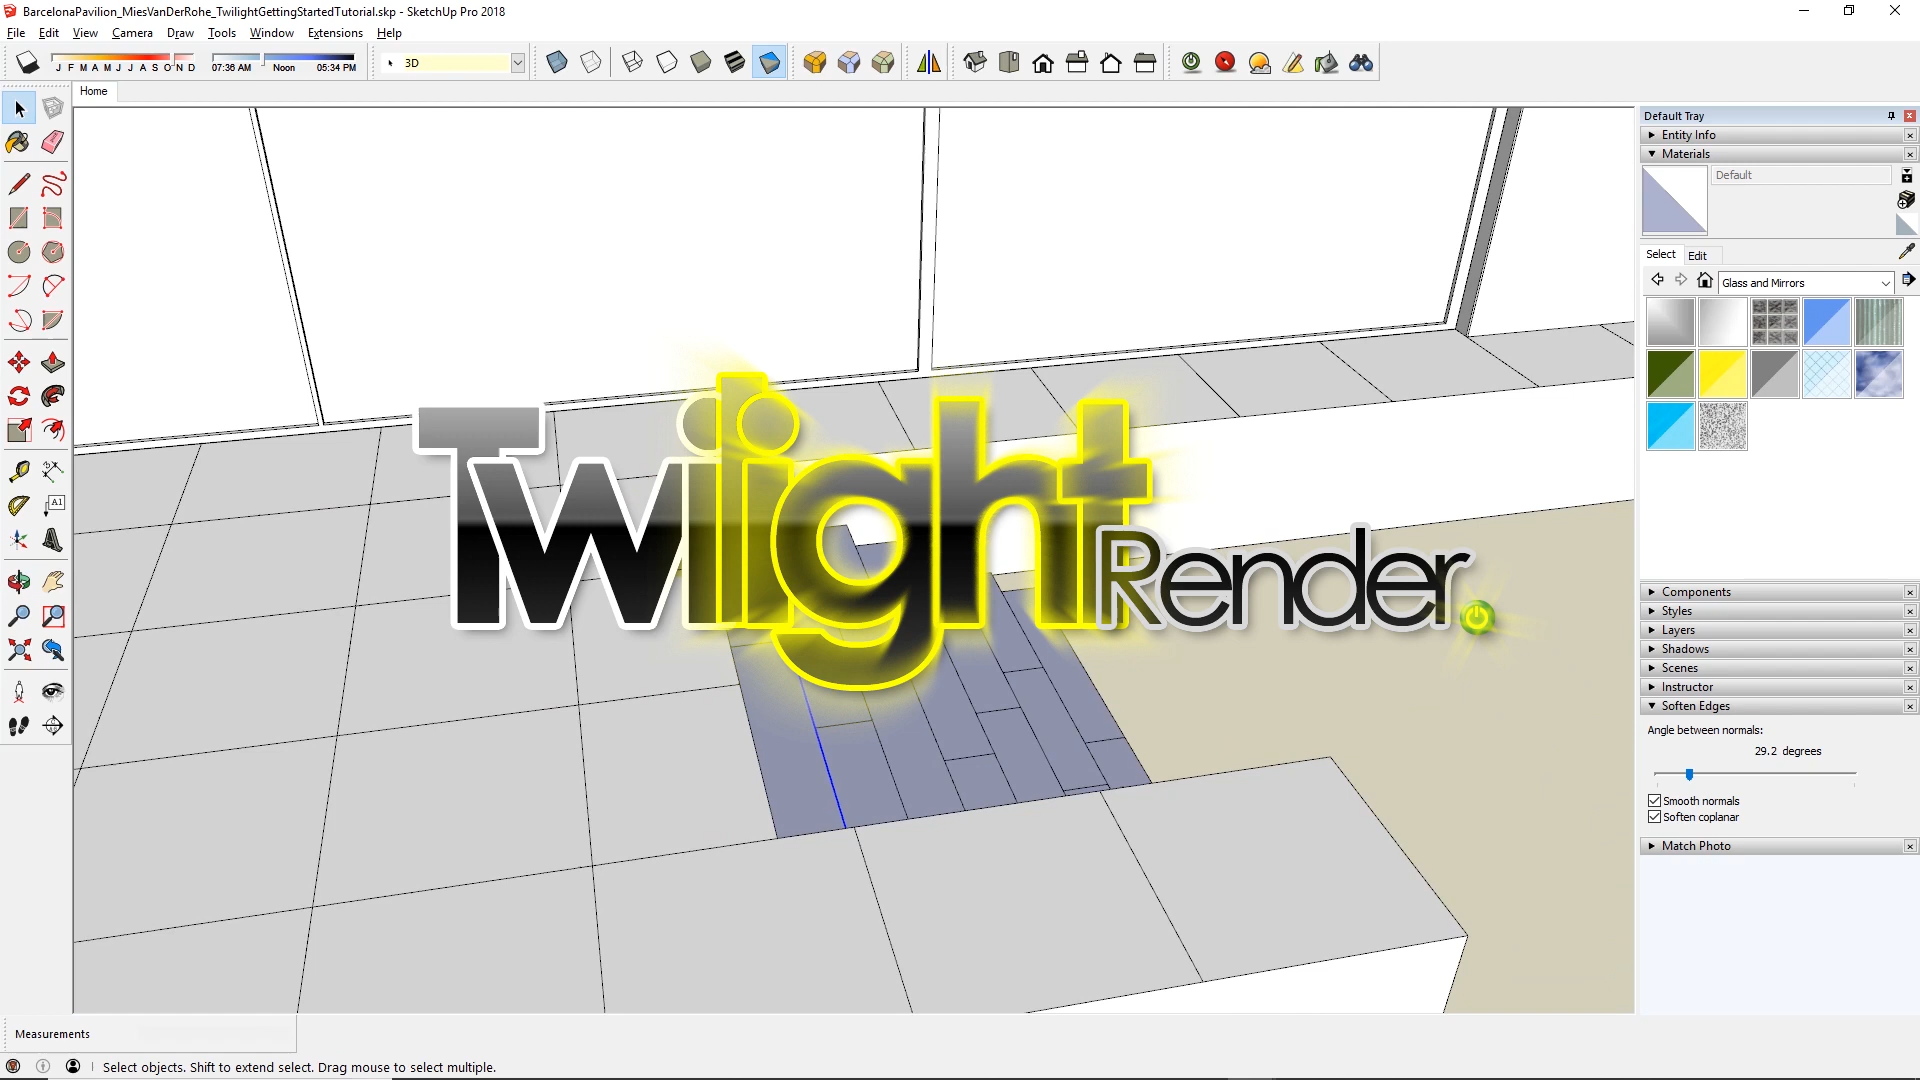 BarcelonaPavilion_MiesVanDerRohe_TwilightGettingStartedTutorial.skp - SketchUp Pro 2018
File Edit View Camera Draw Tools Window Extensions Help
J F M A M J J A S O N D
07:36 AM Noon 05:34 PM
3D
Home
A1
Twilight
Render
Default Tray
Entity Info
Materials
Default
Select Edit
Glass and Mirrors
Components
Styles
Layers
Shadows
Scenes
Instructor
Soften Edges
Angle between normals:
29.2 degrees
Smooth normals
Soften coplanar
Match Photo
Measurements
Select objects. Shift to extend select. Drag mouse to select multiple.